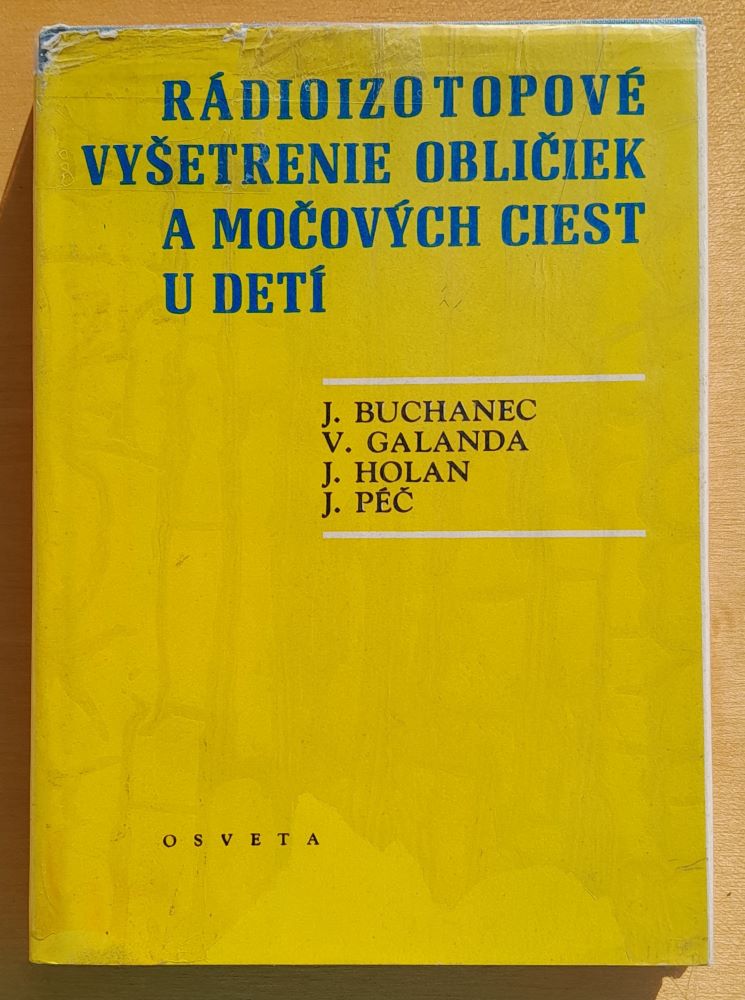 RÁDIOIZOTOPOVÉ
VYŠETRENIE OBLIČIEK
A MOČOVÝCH CIEST
U DETÍ
J. BUCHANEC
V. GALANDA
J. HOLAN
J. PÉČ
OSVETA